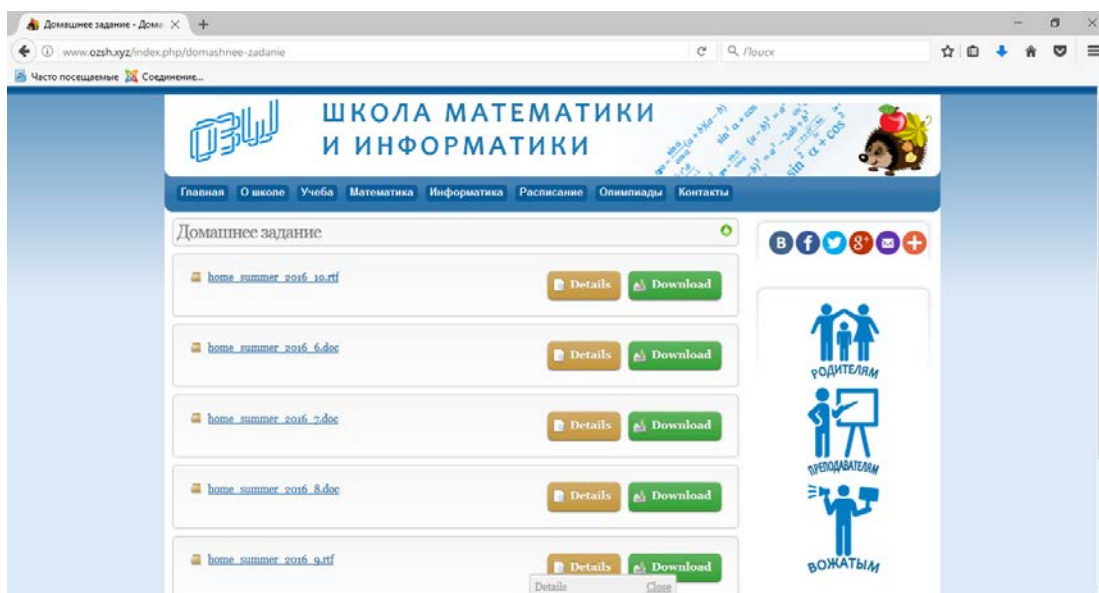 Домашнее задание - Дома
www.ozsh.xyz/index.php/domashnee-zadanie
Поиск
Часто посещаемые
Соединение...
ОЗШ
ШКОЛА МАТЕМАТИКИ
И ИНФОРМАТИКИ
Главная О школе Учеба Математика Информатика Расписание Олимпиады Контакты
Домашнее задание
home_summer_2016_10.rtf Details Download
home_summer_2016_6.doc Details Download
home_summer_2016_7.doc Details Download
home_summer_2016_8.doc Details Download
home_summer_2016_9.rtf Details Download
Details Close
РОДИТЕЛЯМ
ПРЕПОДАВАТЕЛЯМ
ВОЖАТЫМ